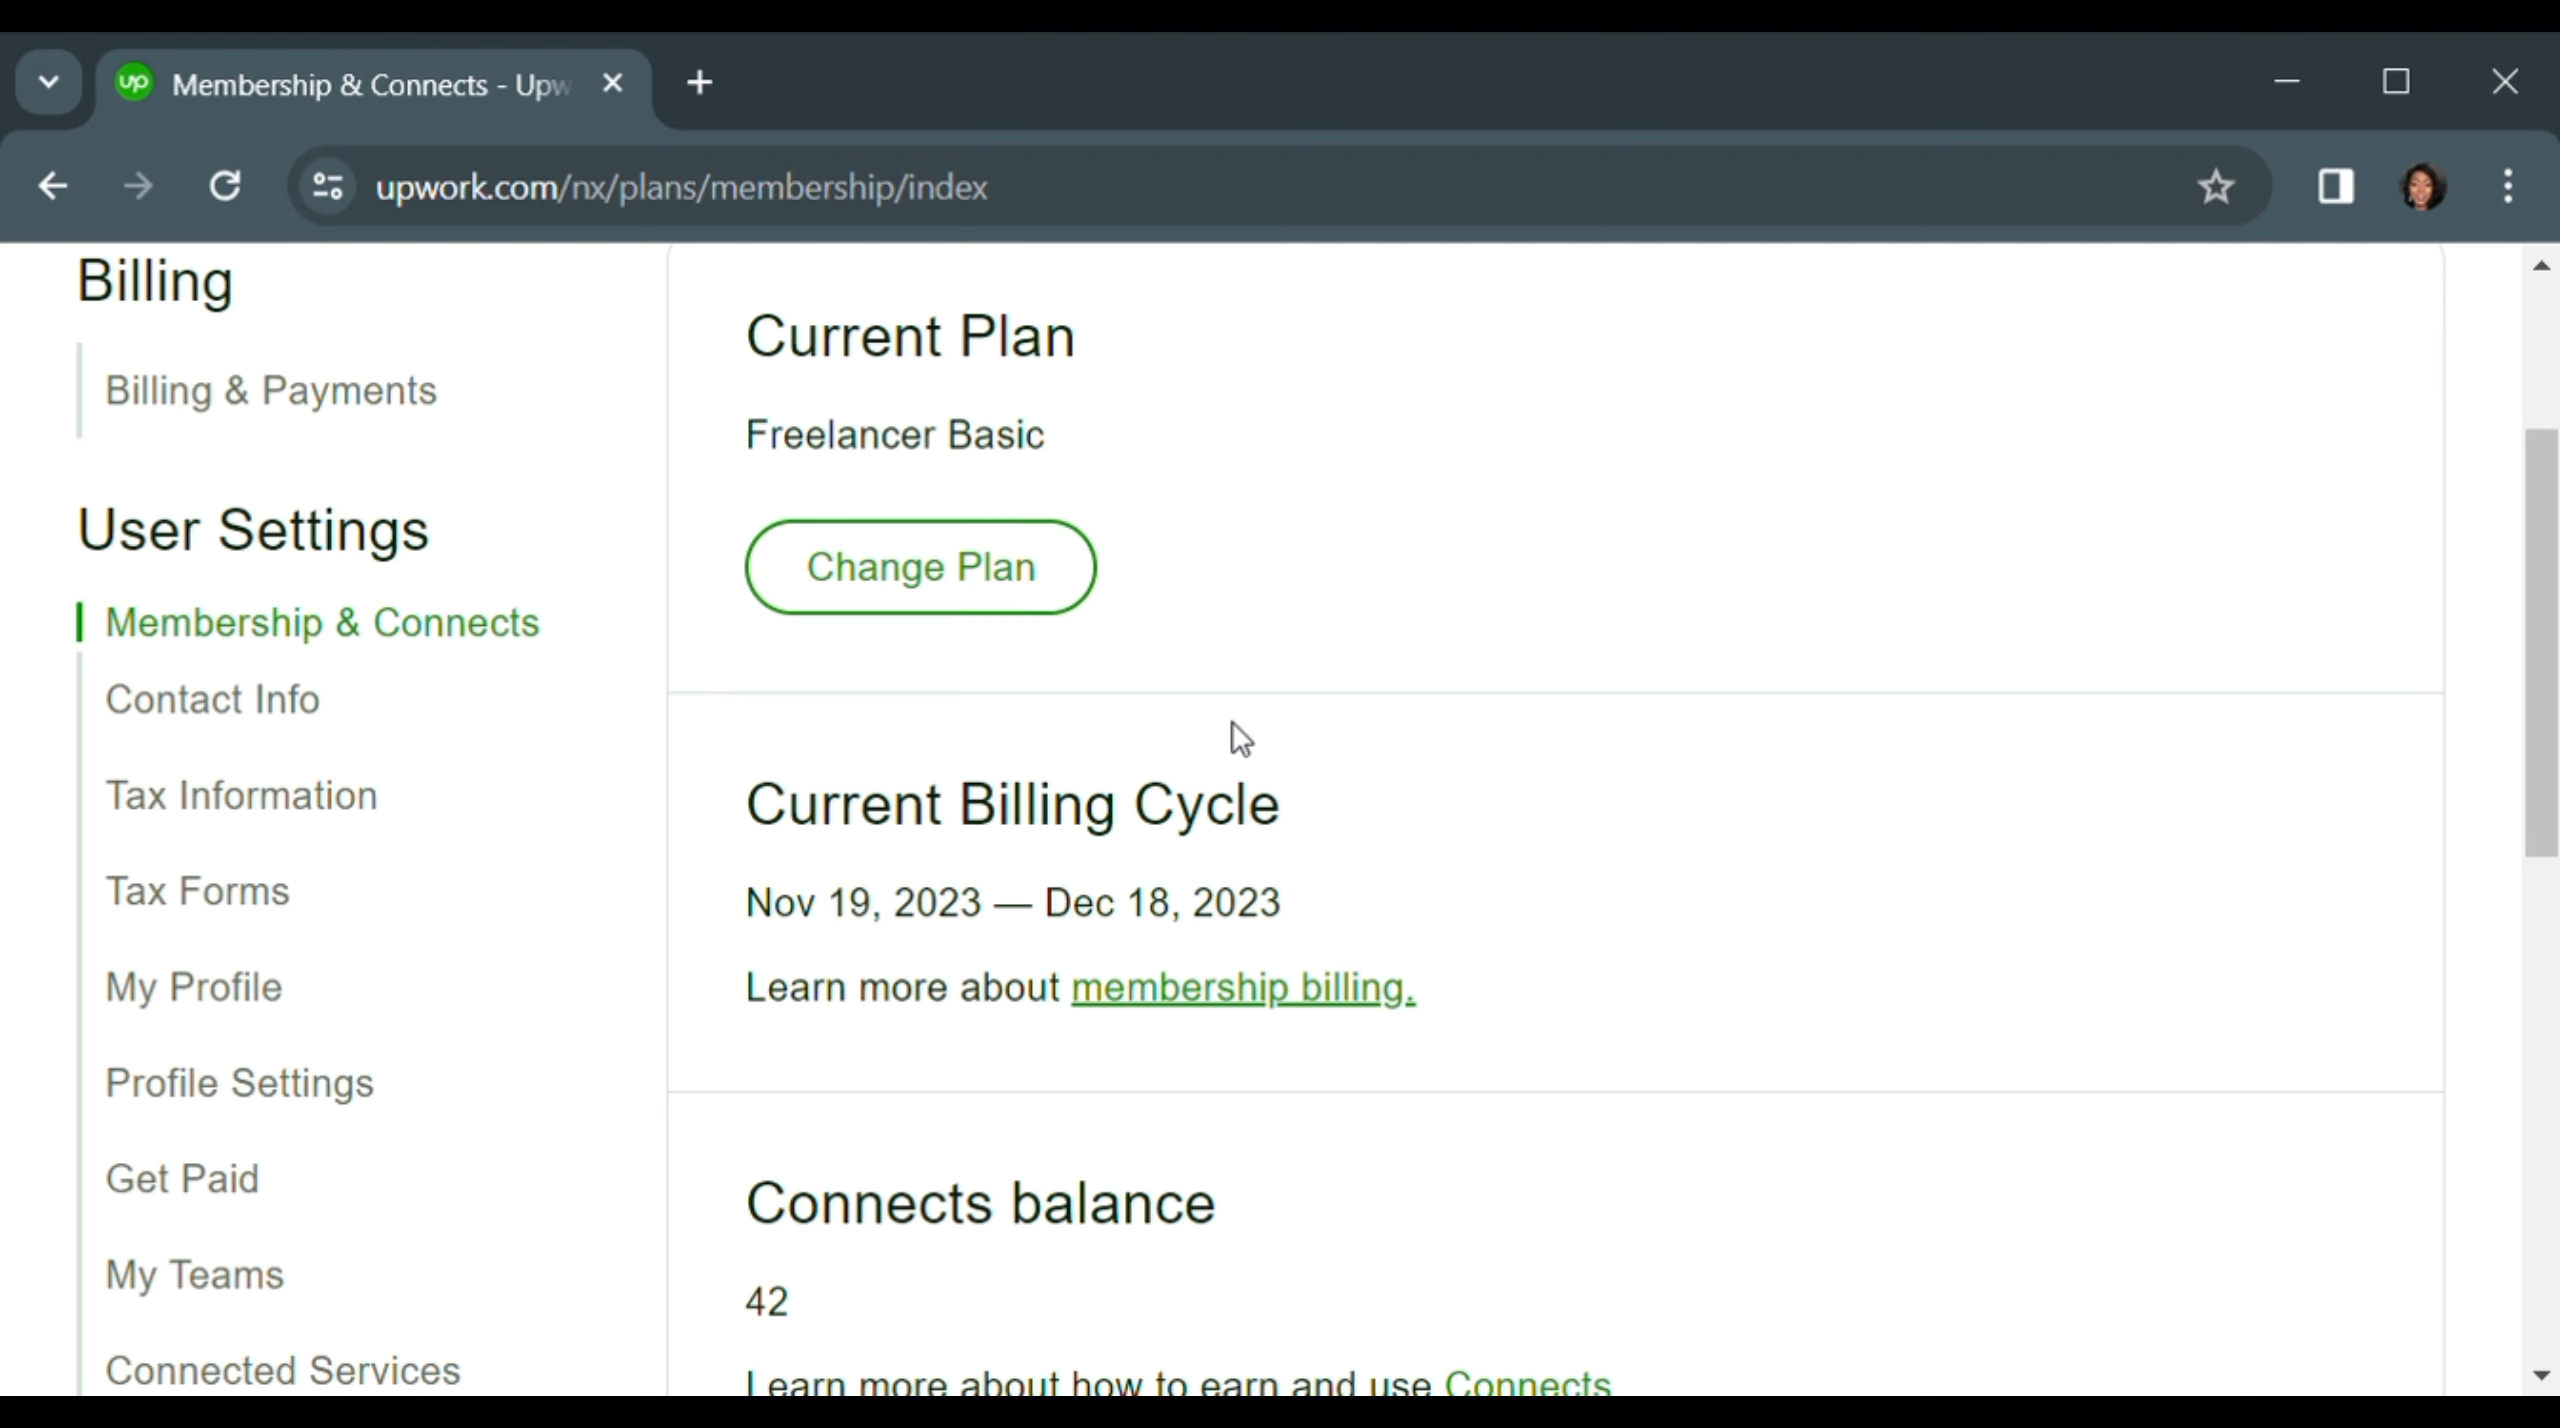 up
Membership & Connects - Upw
upwork.com/nx/plans/membership/index
Billing
Billing & Payments
User Settings
Membership & Connects
Contact Info
Tax Information
Tax Forms
My Profile
Profile Settings
Get Paid
My Teams
Connected Services
Current Plan
Freelancer Basic
Change Plan
Current Billing Cycle
Nov 19, 2023 — Dec 18, 2023
Learn more about membership billing.
Connects balance
42
Learn more about how to earn and use Connects